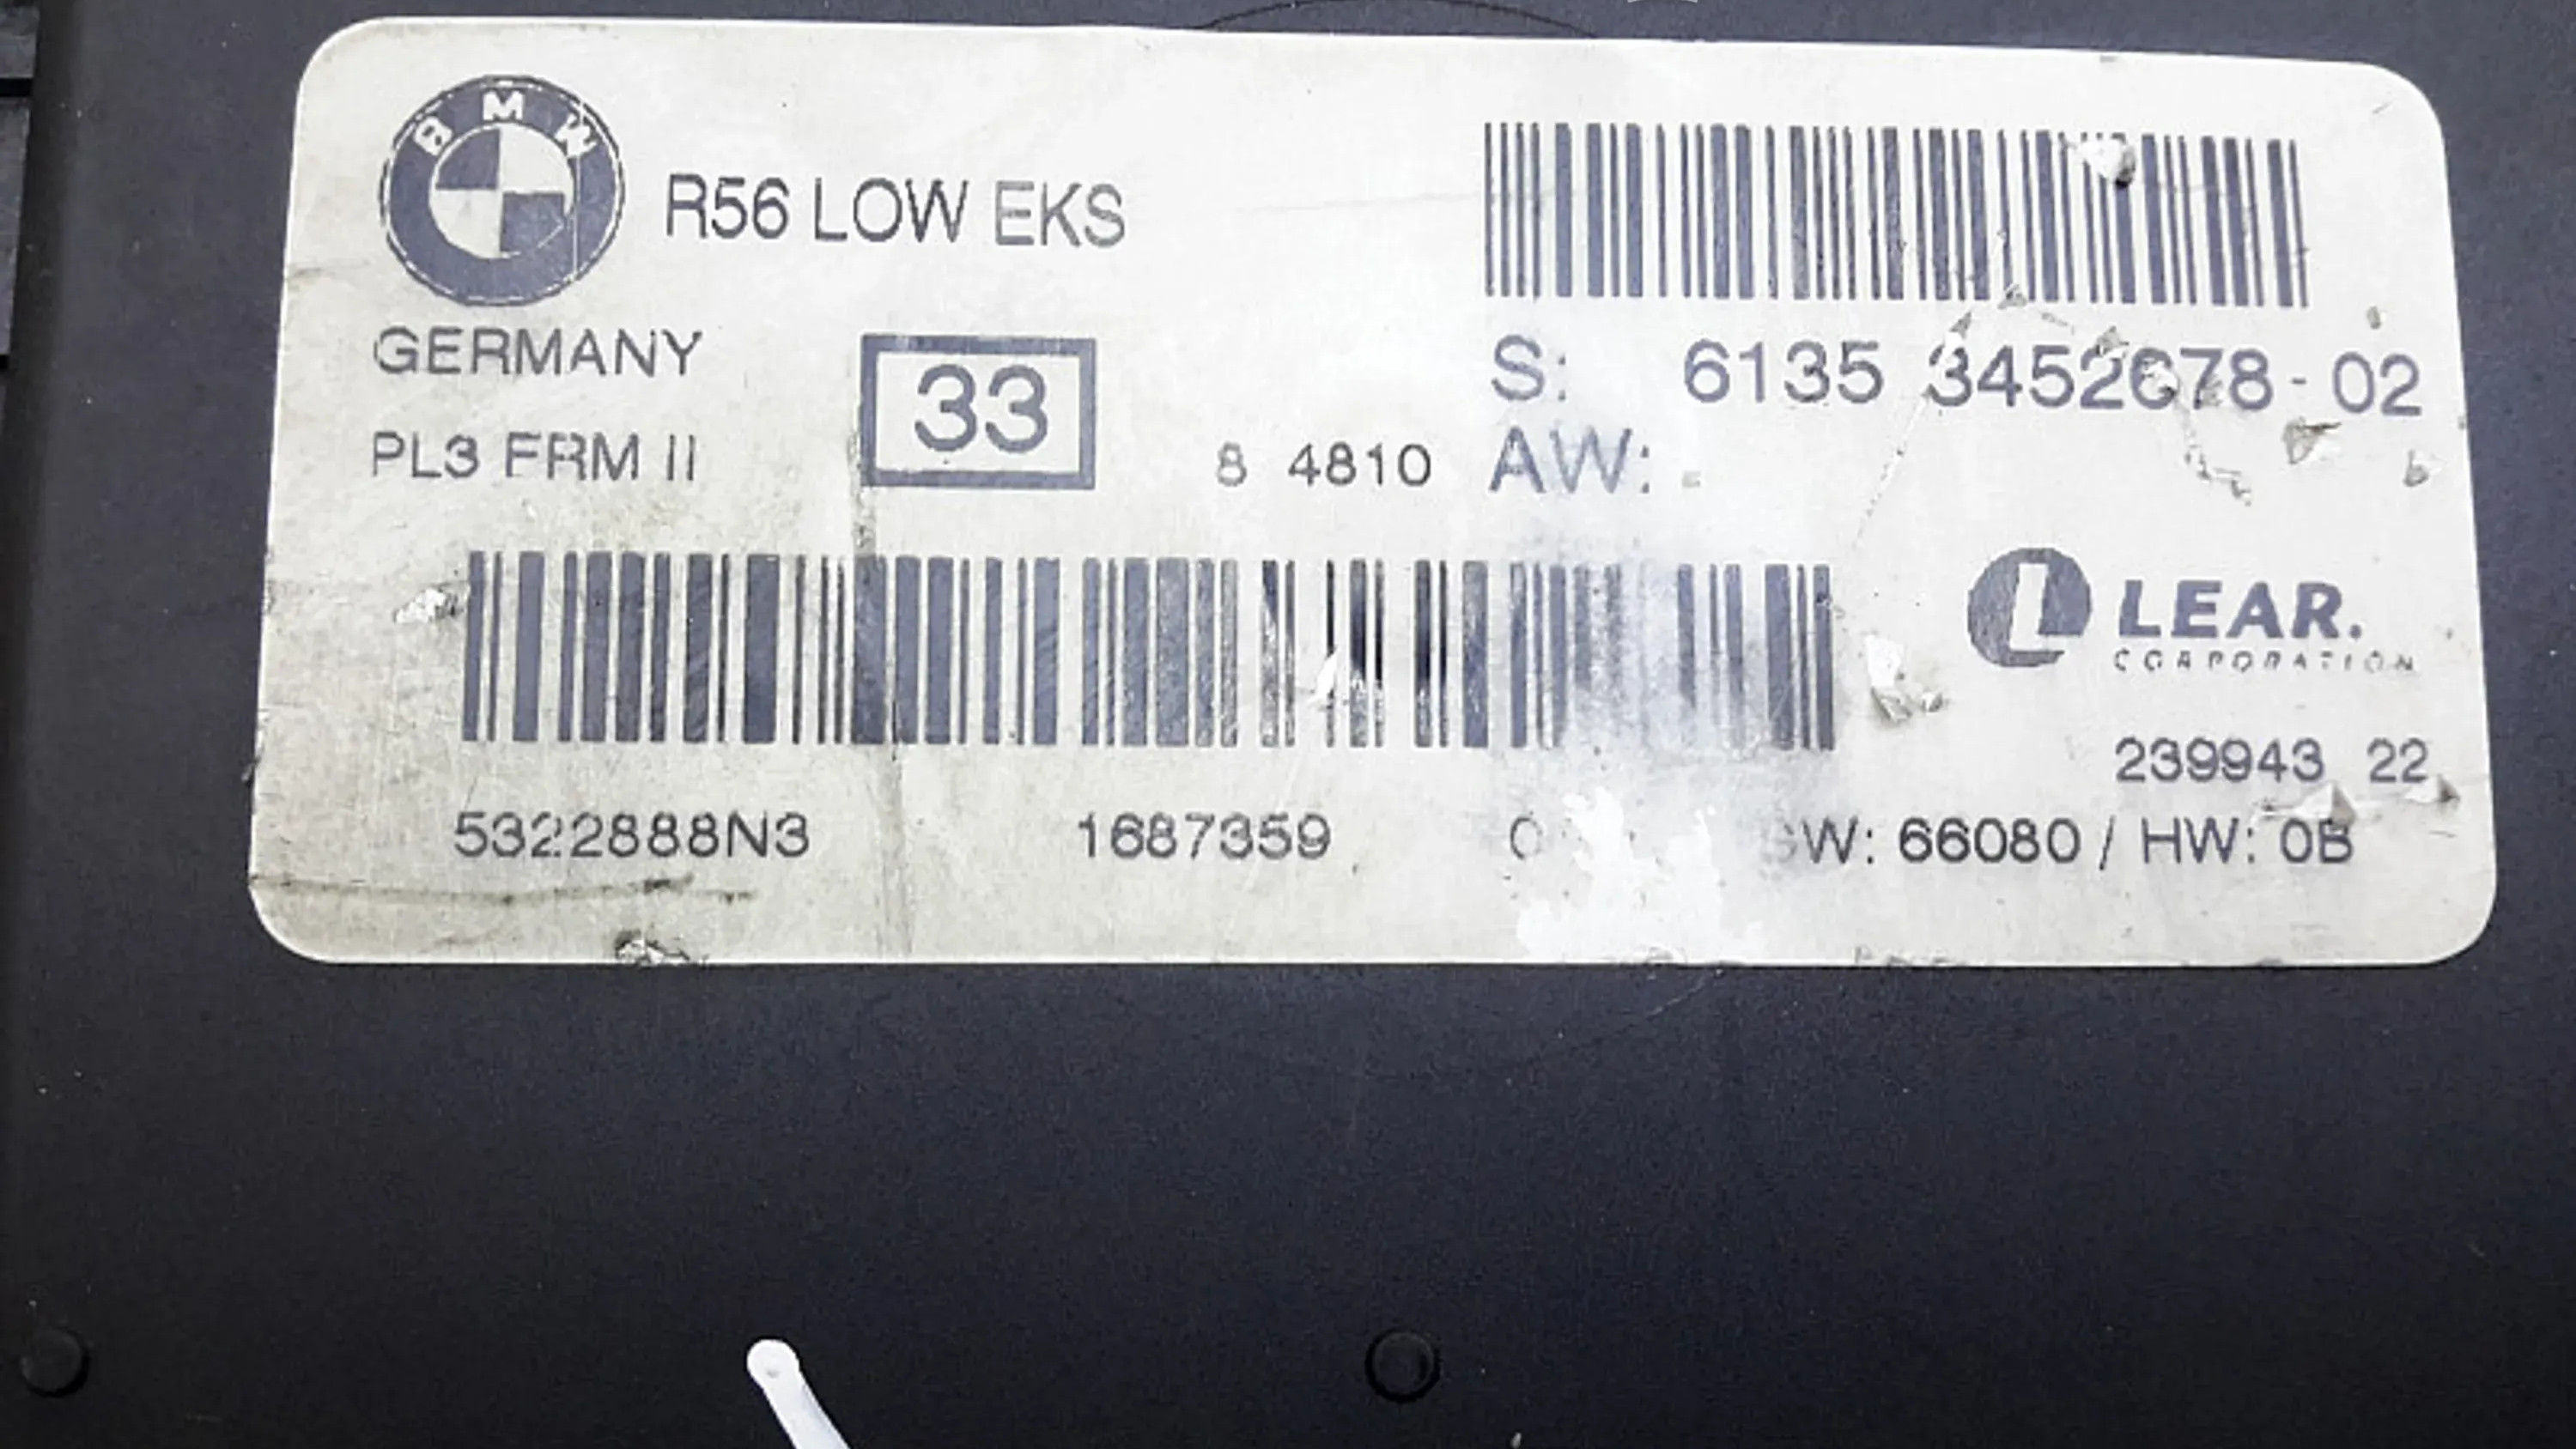 BMW
R56 LOW EKS
GERMANY
33
S: 6135 3452678-02
PL3 FRM II
8 4810
AW: -
LEAR.
CORPORATION
239943 22
5322888N3 1687359
SW: 66080 / HW: 0B